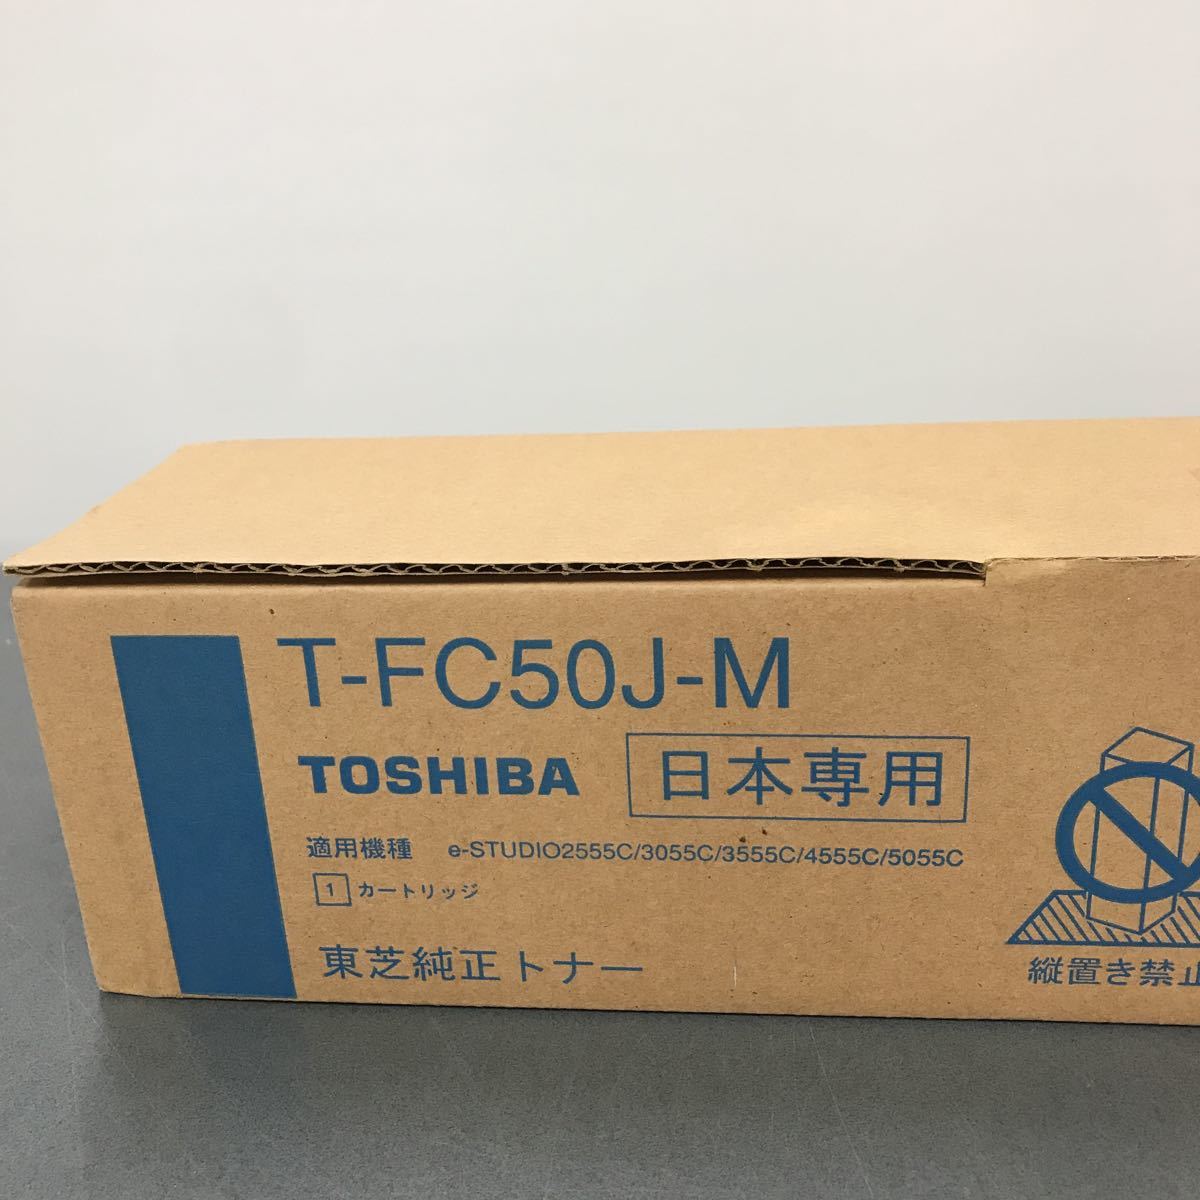 T-FC50J-M
TOSHIBA 日本専用
適用機種 e-STUDIO2555C/3055C/3555C/4555C/5055C
1 カートリッジ
東芝純正トナー
縦置き禁止